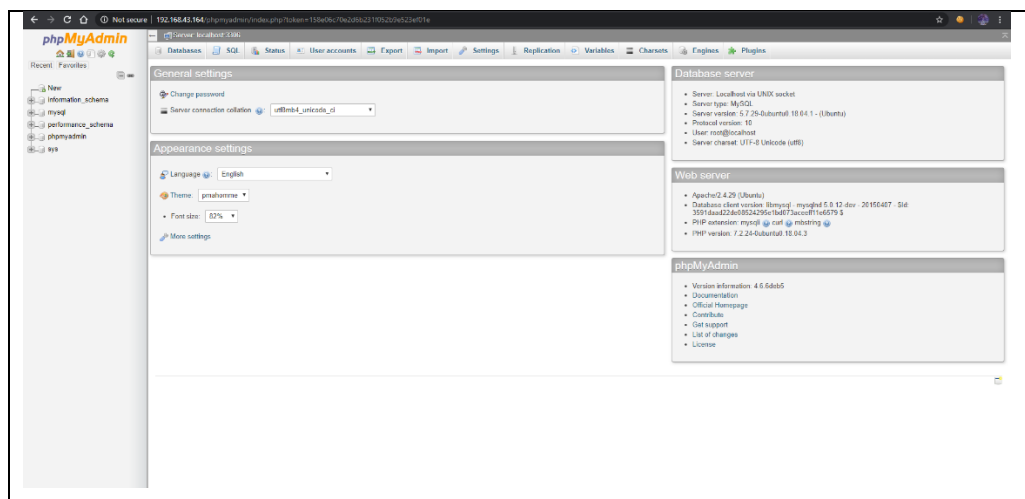 Not secure | 192.168.43.164/phpmyadmin/index.php?token=158e06c70e2d6b231f052b9e523ef01e
phpMyAdmin
Recent Favorites
New
information_schema
mysql
performance_schema
phpmyadmin
sys
Server: localhost:3306
Databases SQL Status User accounts Export Import Settings Replication Variables Charsets Engines Plugins
General settings
Change password
Server connection collation : utf8mb4_unicode_ci
Appearance settings
Language : English
Theme: pmahomme
• Font size: 82%
More settings
Database server
• Server: Localhost via UNIX socket
• Server type: MySQL
• Server version: 5.7.29-0ubuntu0.18.04.1 - (Ubuntu)
• Protocol version: 10
• User: root@localhost
• Server charset: UTF-8 Unicode (utf8)
Web server
• Apache/2.4.29 (Ubuntu)
• Database client version: libmysql - mysqlnd 5.0.12-dev - 20150407 - $Id:
• PHP extension: mysqli curl mbstring
• PHP version: 7.2.24-0ubuntu0.18.04.3
phpMyAdmin
• Version information: 4.6.6deb5
• Documentation
• Official Homepage
• Contribute
• Get support
• List of changes
• License